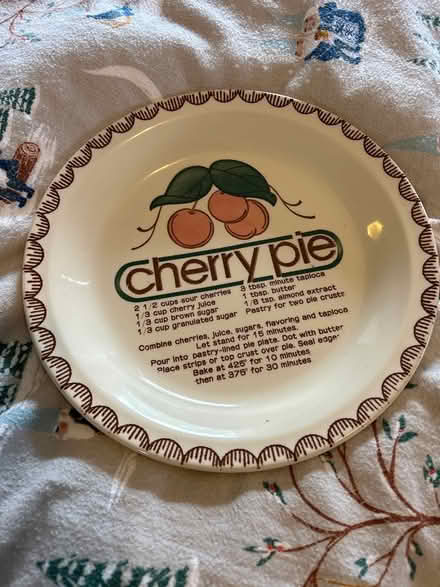 cherry pie
2 1/2 cups sour cherries
1/3 cup cherry juice
1/3 cup brown sugar
1/3 cup granulated sugar
3 tbsp. minute tapioca
1 tbsp. butter
1/8 tsp. almond extract
Pastry for two pie crusts
Combine cherries, juice, sugars, flavoring and tapioca
Let stand for 15 minutes.
Pour into pastry-lined pie plate. Dot with butter
Place strips or top crust over pie. Seal edges
Bake at 425° for 10 minutes
then at 375° for 30 minutes